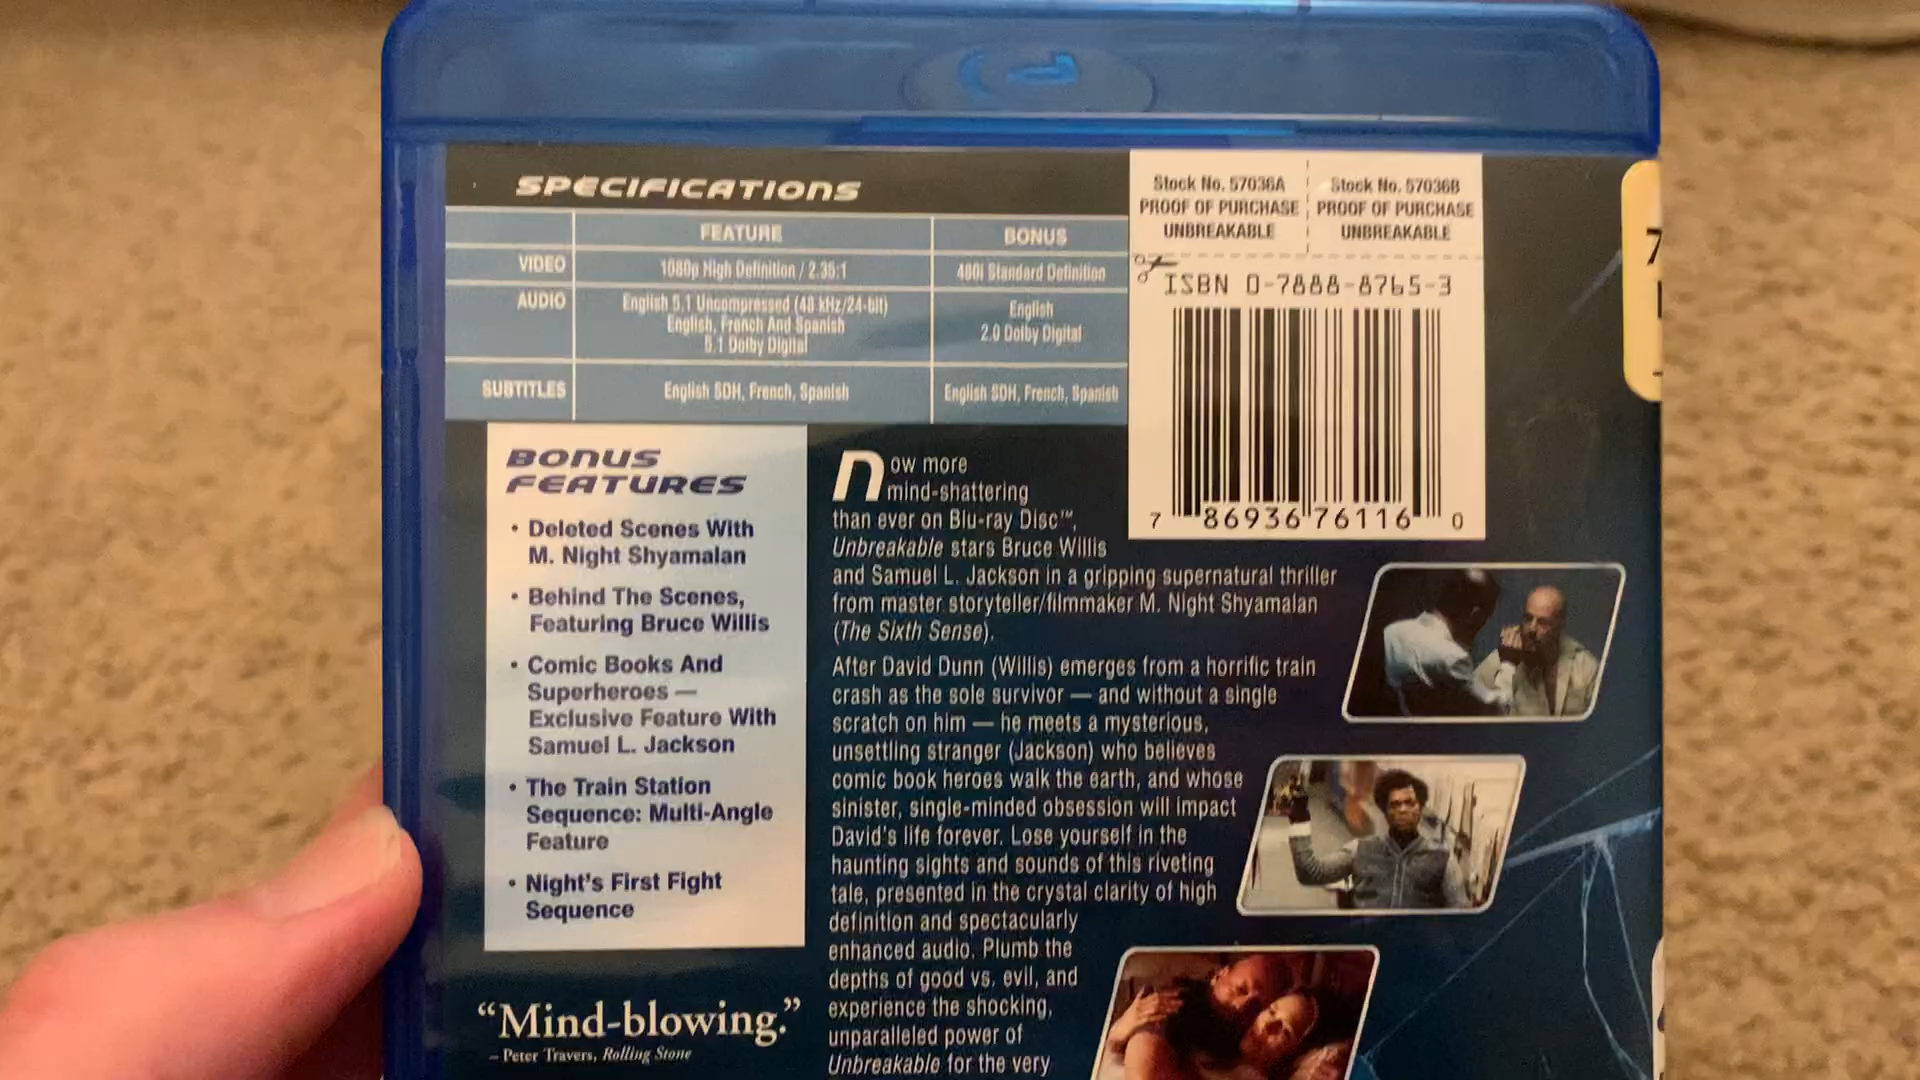 SPECIFICATIONS
FEATURE
BONUS
VIDEO
1080p High Definition / 2.35:1
480i Standard Definition
AUDIO
English 5.1 Uncompressed (48 kHz/24-bit)
English, French And Spanish
5.1 Dolby Digital
English
2.0 Dolby Digital
SUBTITLES
English SDH, French, Spanish
English SDH, French, Spanish
Stock No. 57036A
PROOF OF PURCHASE
UNBREAKABLE
Stock No. 57036B
PROOF OF PURCHASE
UNBREAKABLE
ISBN 0-7888-8765-3
7 86936 76116 0
BONUS
FEATURES
• Deleted Scenes With
M. Night Shyamalan
• Behind The Scenes,
Featuring Bruce Willis
• Comic Books And
Superheroes —
Exclusive Feature With
Samuel L. Jackson
• The Train Station
Sequence: Multi-Angle
Feature
• Night's First Fight
Sequence
“Mind-blowing.”
– Peter Travers, Rolling Stone
Now more
mind-shattering
than ever on Blu-ray Disc™,
Unbreakable stars Bruce Willis
and Samuel L. Jackson in a gripping supernatural thriller
from master storyteller/filmmaker M. Night Shyamalan
(The Sixth Sense).
After David Dunn (Willis) emerges from a horrific train
crash as the sole survivor — and without a single
scratch on him — he meets a mysterious,
unsettling stranger (Jackson) who believes
comic book heroes walk the earth, and whose
sinister, single-minded obsession will impact
David's life forever. Lose yourself in the
haunting sights and sounds of this riveting
tale, presented in the crystal clarity of high
definition and spectacularly
enhanced audio. Plumb the
depths of good vs. evil, and
experience the shocking,
unparalleled power of
Unbreakable for the very